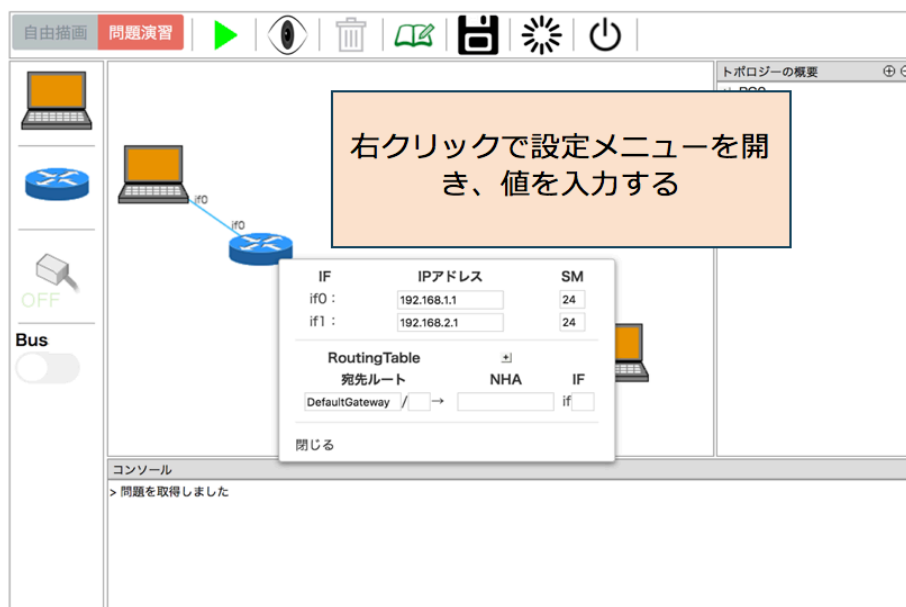 自由描画 問題演習
トポロジーの概要
右クリックで設定メニューを開
き、値を入力する
if0
if0
IF IPアドレス SM
if0： 192.168.1.1 24
if1： 192.168.2.1 24
RoutingTable +
宛先ルート NHA IF
DefaultGateway / → if
閉じる
OFF
Bus
コンソール
> 問題を取得しました